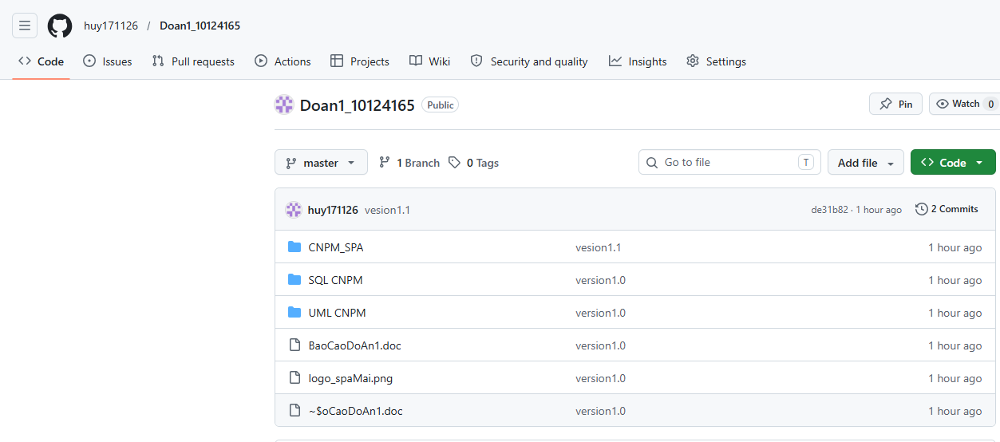 huy171126 / Doan1_10124165
Code Issues Pull requests Actions Projects Wiki Security and quality Insights Settings
Doan1_10124165 Public Pin Watch 0
master 1 Branch 0 Tags Go to file T Add file Code
huy171126 vesion1.1 de31b82 · 1 hour ago 2 Commits
CNPM_SPA vesion1.1 1 hour ago
SQL CNPM version1.0 1 hour ago
UML CNPM version1.0 1 hour ago
BaoCaoDoAn1.doc version1.0 1 hour ago
logo_spaMai.png version1.0 1 hour ago
~$oCaoDoAn1.doc version1.0 1 hour ago